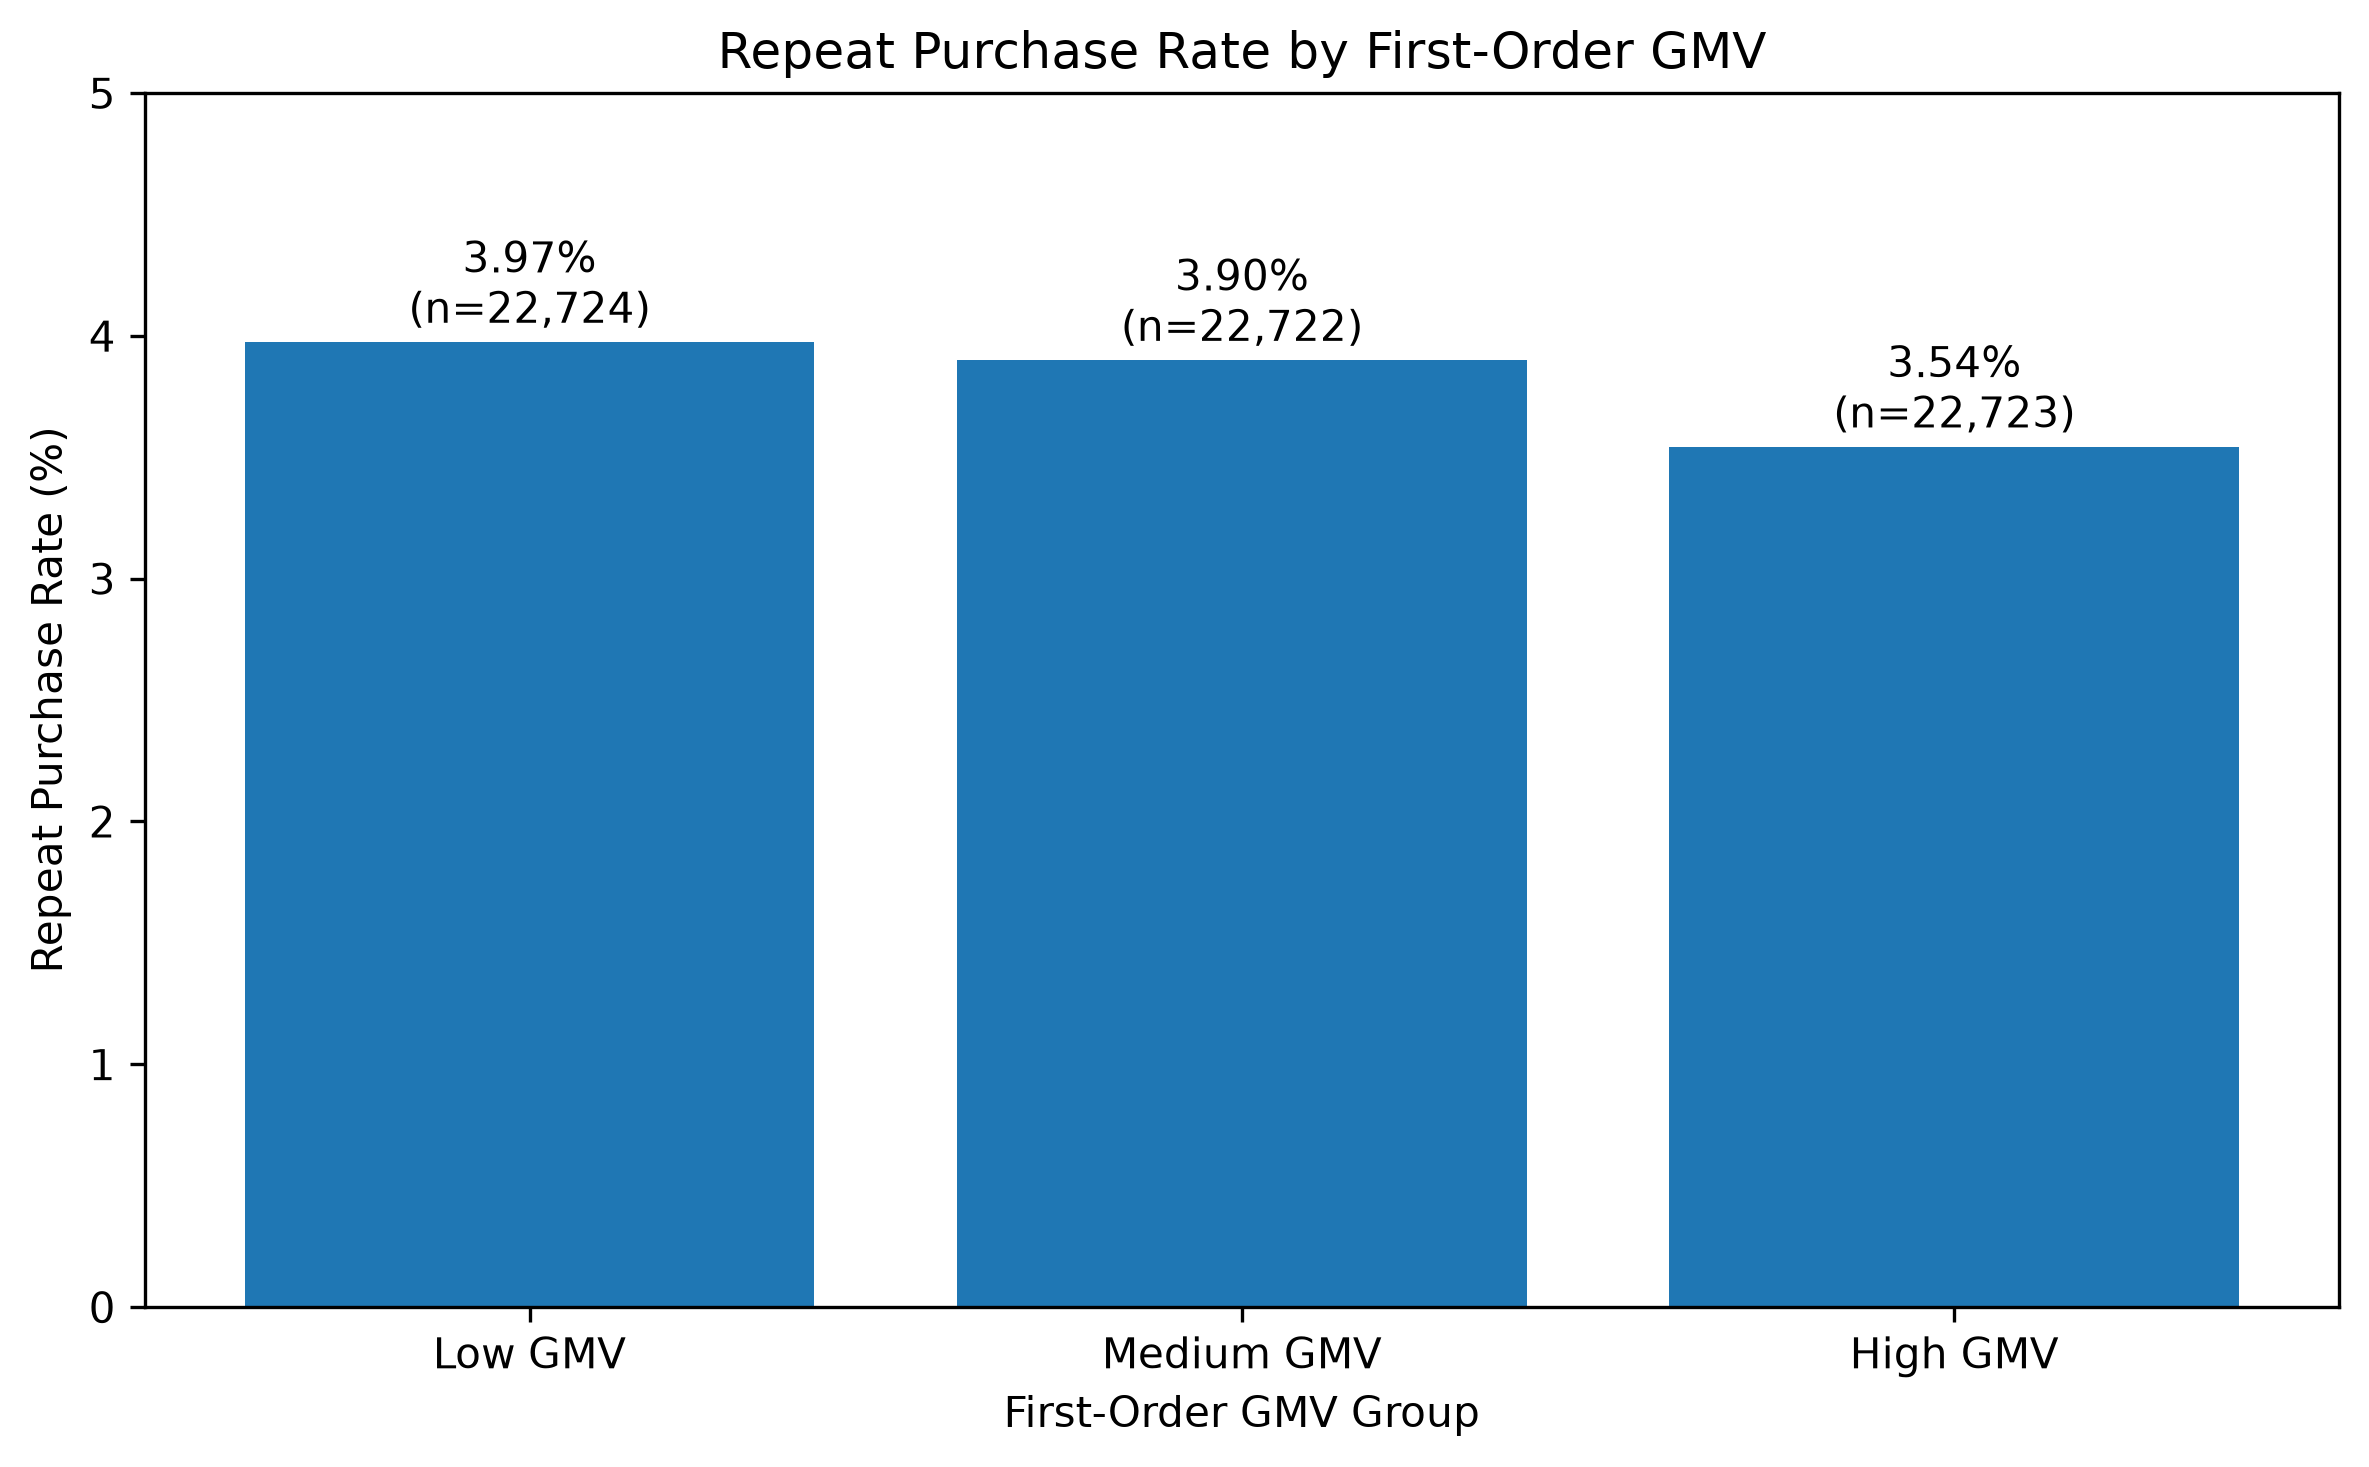 Repeat Purchase Rate by First-Order GMV
Repeat Purchase Rate (%)
5
4
3
2
1
0
3.97%
(n=22,724)
3.90%
(n=22,722)
3.54%
(n=22,723)
Low GMV
Medium GMV
High GMV
First-Order GMV Group